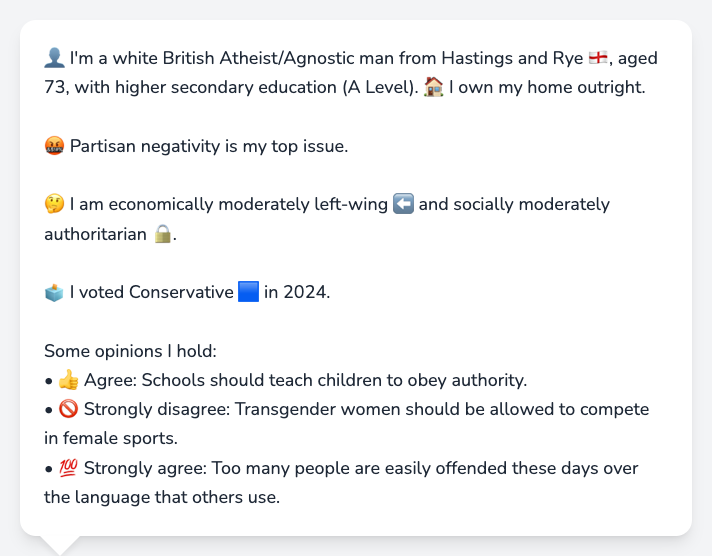 👤 I'm a white British Atheist/Agnostic man from Hastings and Rye 🏴󠁧󠁢󠁥󠁮󠁧󠁿, aged
73, with higher secondary education (A Level). 🏠 I own my home outright.
🤬 Partisan negativity is my top issue.
🤔 I am economically moderately left-wing ⬅️ and socially moderately
authoritarian 🔒.
🗳️ I voted Conservative 🟦 in 2024.
Some opinions I hold:
• 👍 Agree: Schools should teach children to obey authority.
• 🚫 Strongly disagree: Transgender women should be allowed to compete
in female sports.
• 💯 Strongly agree: Too many people are easily offended these days over
the language that others use.